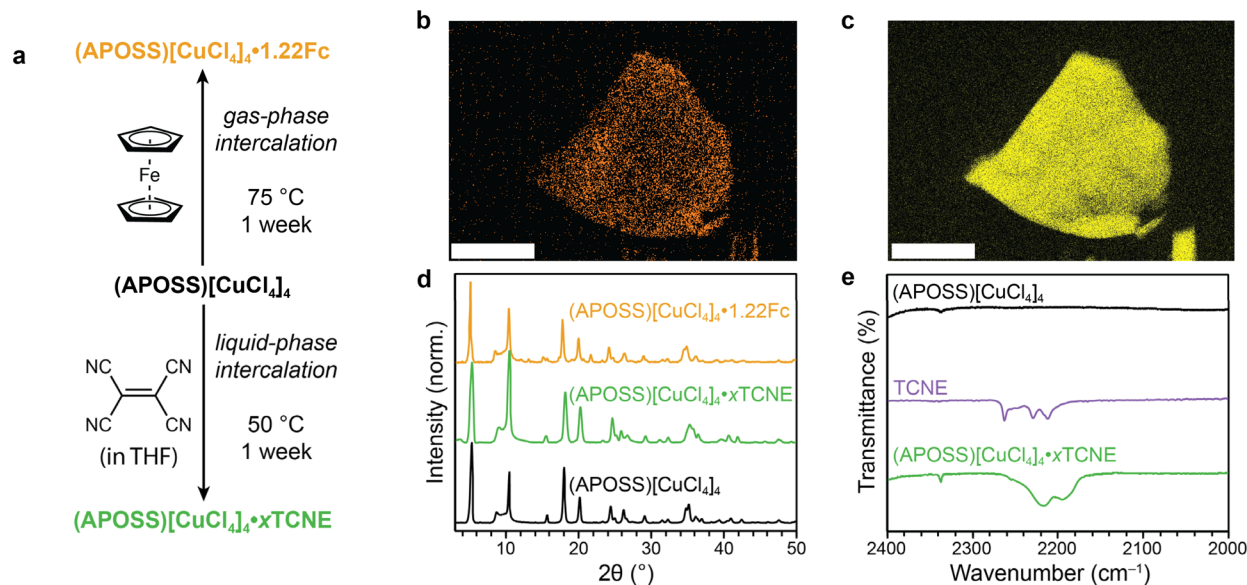 a
(APOSS)[CuCl₄]₄•1.22Fc
gas-phase
intercalation
Fe
75 °C
1 week
(APOSS)[CuCl₄]₄
liquid-phase
intercalation
NC CN
NC CN
(in THF)
50 °C
1 week
(APOSS)[CuCl₄]₄•xTCNE
b
c
d
(APOSS)[CuCl₄]₄•1.22Fc
(APOSS)[CuCl₄]₄•xTCNE
(APOSS)[CuCl₄]₄
Intensity (norm.)
10 20 30 40 50
2θ (°)
e
(APOSS)[CuCl₄]₄
TCNE
(APOSS)[CuCl₄]₄•xTCNE
Transmittance (%)
2400 2300 2200 2100 2000
Wavenumber (cm⁻¹)